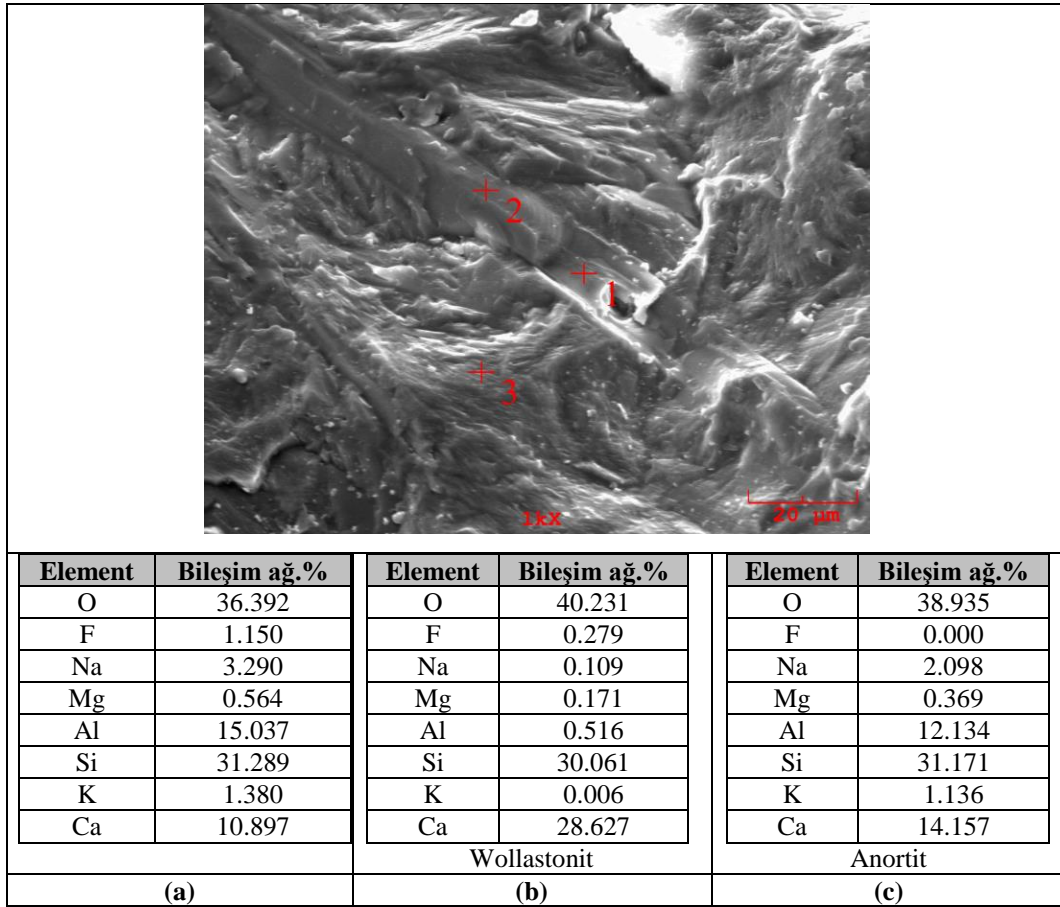 2
1
3
1kX
20 µm
Element Bileşim ağ.% Element Bileşim ağ.% Element Bileşim ağ.%
O 36.392 O 40.231 O 38.935
F 1.150 F 0.279 F 0.000
Na 3.290 Na 0.109 Na 2.098
Mg 0.564 Mg 0.171 Mg 0.369
Al 15.037 Al 0.516 Al 12.134
Si 31.289 Si 30.061 Si 31.171
K 1.380 K 0.006 K 1.136
Ca 10.897 Ca 28.627 Ca 14.157
Wollastonit Anortit
(a) (b) (c)